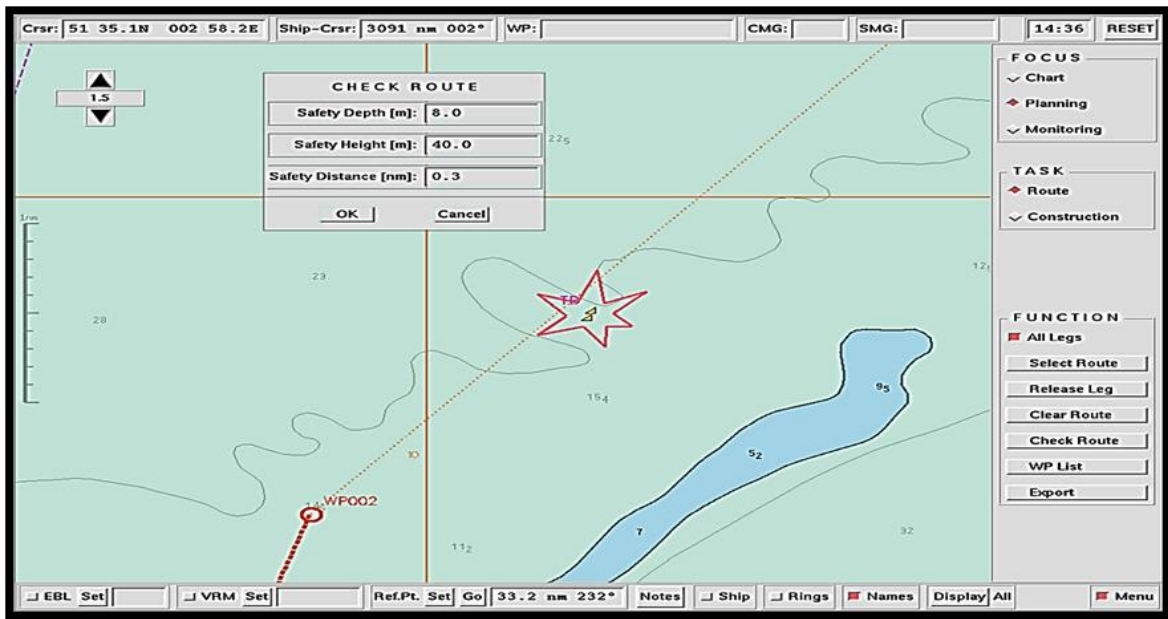 Crsr: 51 35.1N 002 58.2E Ship-Crsr: 3091 nm 002° WP: CMG: SMG: 14:36 RESET
FOCUS
Chart
Planning
Monitoring
TASK
Route
Construction
FUNCTION
All Legs
Select Route
Release Leg
Clear Route
Check Route
WP List
Export
1.5
CHECK ROUTE
Safety Depth [m]: 8.0
Safety Height [m]: 40.0
Safety Distance [nm]: 0.3
OK Cancel
22₅
1nm
23
12₅
28
9₅
15₄
5₂
10
WP002
7
32
11₂
EBL Set VRM Set Ref.Pt. Set Go 33.2 nm 232° Notes Ship Rings Names Display All Menu